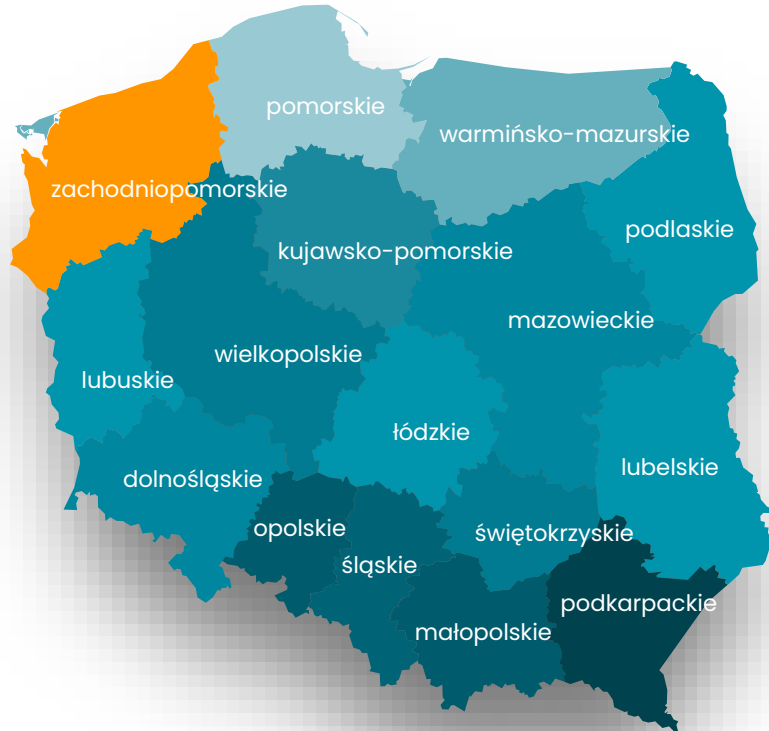 pomorskie
warmińsko-mazurskie
zachodniopomorskie
podlaskie
kujawsko-pomorskie
mazowieckie
wielkopolskie
lubuskie
łódzkie
lubelskie
dolnośląskie
opolskie
świętokrzyskie
śląskie
podkarpackie
małopolskie